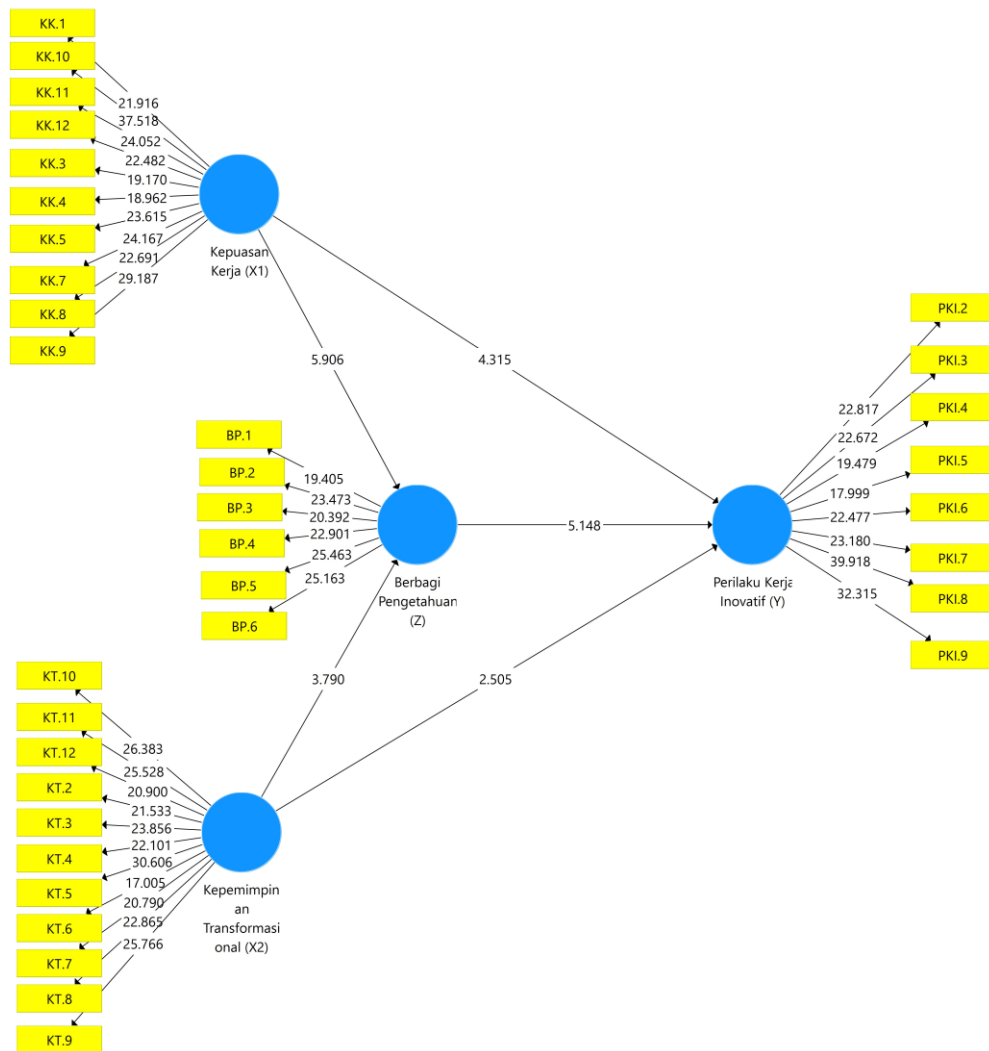 KK.1
KK.10
KK.11
KK.12
KK.3
KK.4
KK.5
KK.7
KK.8
KK.9
21.916
37.518
24.052
22.482
19.170
18.962
23.615
24.167
22.691
29.187
Kepuasan
Kerja (X1)
5.906
4.315
BP.1
BP.2
BP.3
BP.4
BP.5
BP.6
19.405
23.473
20.392
22.901
25.463
25.163
Berbagi
Pengetahuan
(Z)
5.148
3.790
2.505
Perilaku Kerja
Inovatif (Y)
22.817
22.672
19.479
17.999
22.477
23.180
39.918
32.315
PKI.2
PKI.3
PKI.4
PKI.5
PKI.6
PKI.7
PKI.8
PKI.9
KT.10
KT.11
KT.12
KT.2
KT.3
KT.4
KT.5
KT.6
KT.7
KT.8
KT.9
26.383
25.528
20.900
21.533
23.856
22.101
30.606
17.005
20.790
22.865
25.766
Kepemimpin
an
Transformasi
onal (X2)